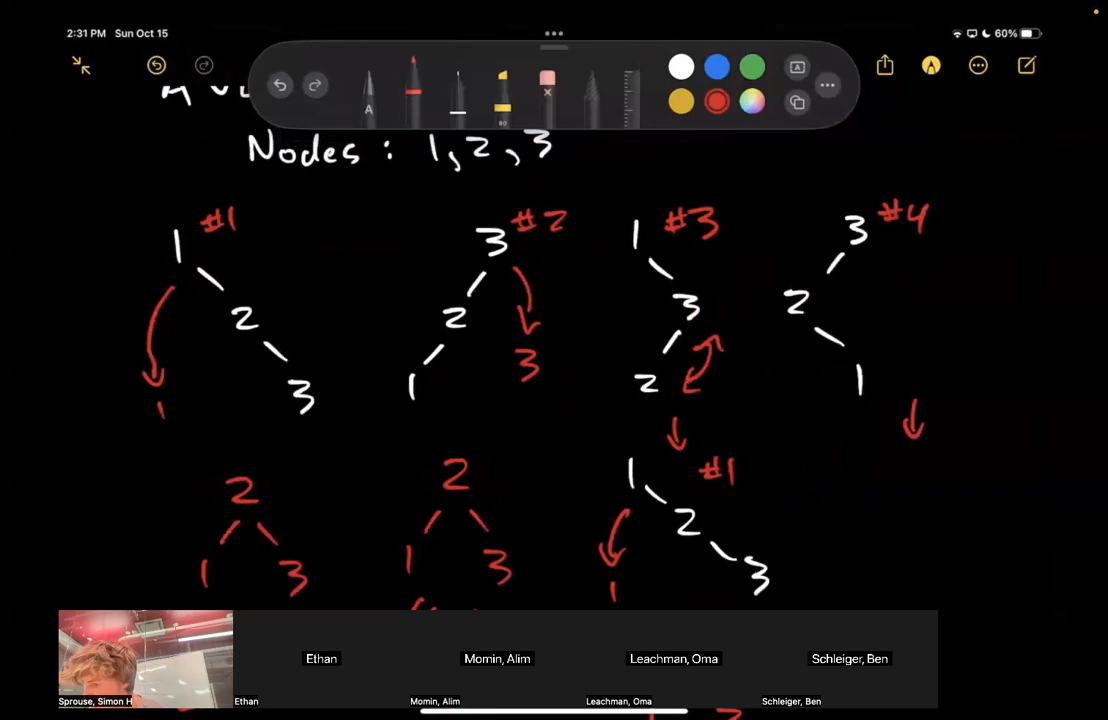 2:31 PM Sun Oct 15
60%
A
80
A
Nodes : 1, 2, 3
1 #1
3 #2
1 #3
3 #4
2
2
3
2
3
1
3
2
1
1
2
2
1 #1
2
1 3
1 3
1
3
Ethan
Momin, Alim
Leachman, Oma
Schleiger, Ben
Sprouse, Simon H
Ethan
Momin, Alim
Leachman, Oma
Schleiger, Ben